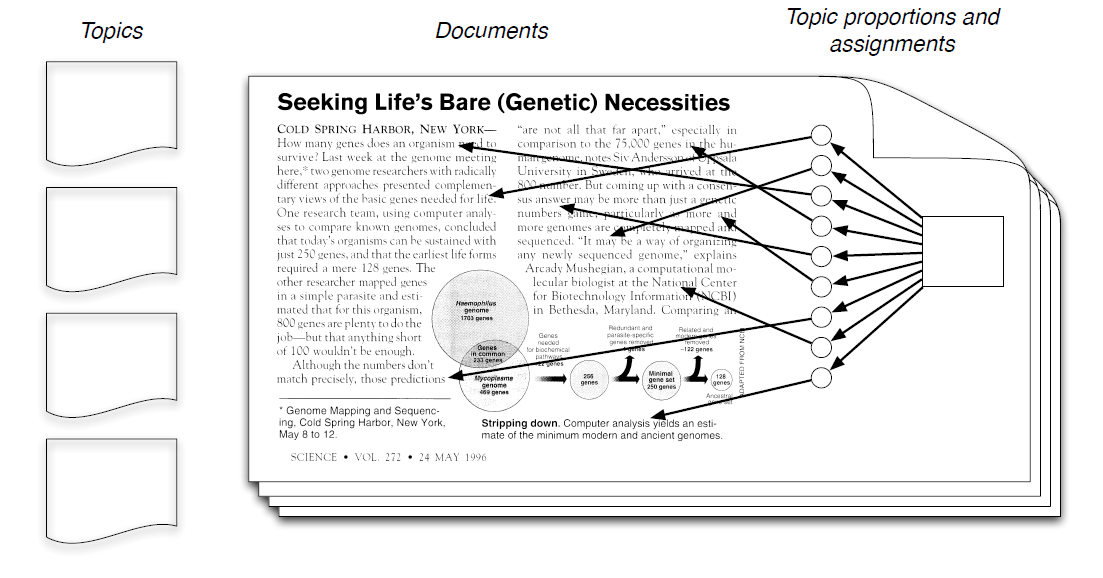 Topics
Documents
Topic proportions and
assignments
Seeking Life's Bare (Genetic) Necessities
COLD SPRING HARBOR, NEW YORK—
How many genes does an organism need to
survive? Last week at the genome meeting
here,* two genome researchers with radically
different approaches presented complemen-
tary views of the basic genes needed for life.
One research team, using computer analy-
ses to compare known genomes, concluded
that today's organisms can be sustained with
just 250 genes, and that the earliest life forms
required a mere 128 genes. The
other researcher mapped genes
in a simple parasite and esti-
mated that for this organism,
800 genes are plenty to do the
job—but that anything short
of 100 wouldn't be enough.
Although the numbers don't
match precisely, those predictions
* Genome Mapping and Sequenc-
ing, Cold Spring Harbor, New York,
May 8 to 12.
"are not all that far apart," especially in
comparison to the 75,000 genes in the hu-
man genome, notes Siv Andersson of Uppsala
University in Sweden, who arrived at the
800 number. But coming up with a consen-
sus answer may be more than just a genetic
numbers game, particularly as more and
more genomes are completely mapped and
sequenced. "It may be a way of organizing
any newly sequenced genome," explains
Arcady Mushegian, a computational mo-
lecular biologist at the National Center
for Biotechnology Information (NCBI)
in Bethesda, Maryland. Comparing an
Haemophilus
genome
1703 genes
Genes
in common
233 genes
Mycoplasma
genome
469 genes
Genes
needed
for biochemical
pathways
22 genes
256
genes
Redundant and
parasite-specific
genes removed
genes
Minimal
gene set
250 genes
Related and
modern genes
removed
–122 genes
128
genes
Ancestral
gene set
ADAPTED FROM NCBI
Stripping down. Computer analysis yields an esti-
mate of the minimum modern and ancient genomes.
SCIENCE • VOL. 272 • 24 MAY 1996